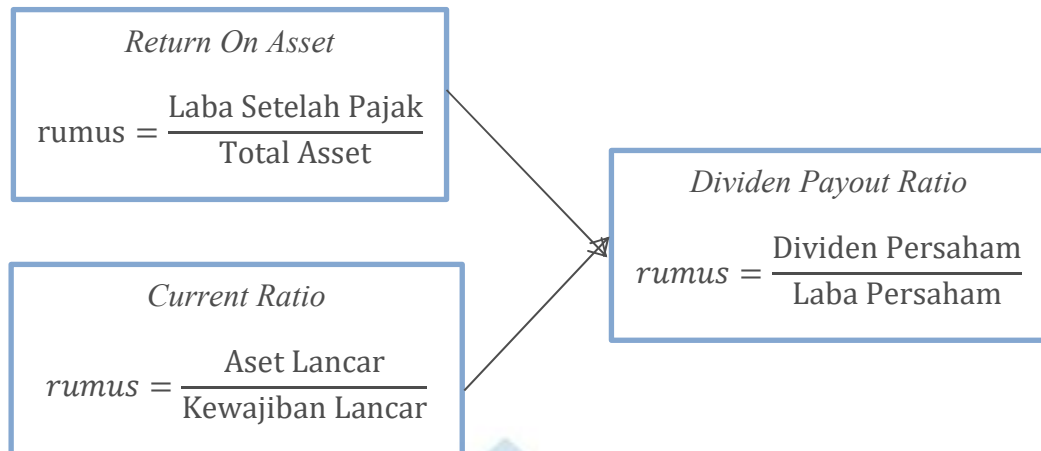 Return On Asset
rumus = Laba Setelah Pajak / Total Asset
Current Ratio
rumus = Aset Lancar / Kewajiban Lancar
Dividen Payout Ratio
rumus = Dividen Persaham / Laba Persaham